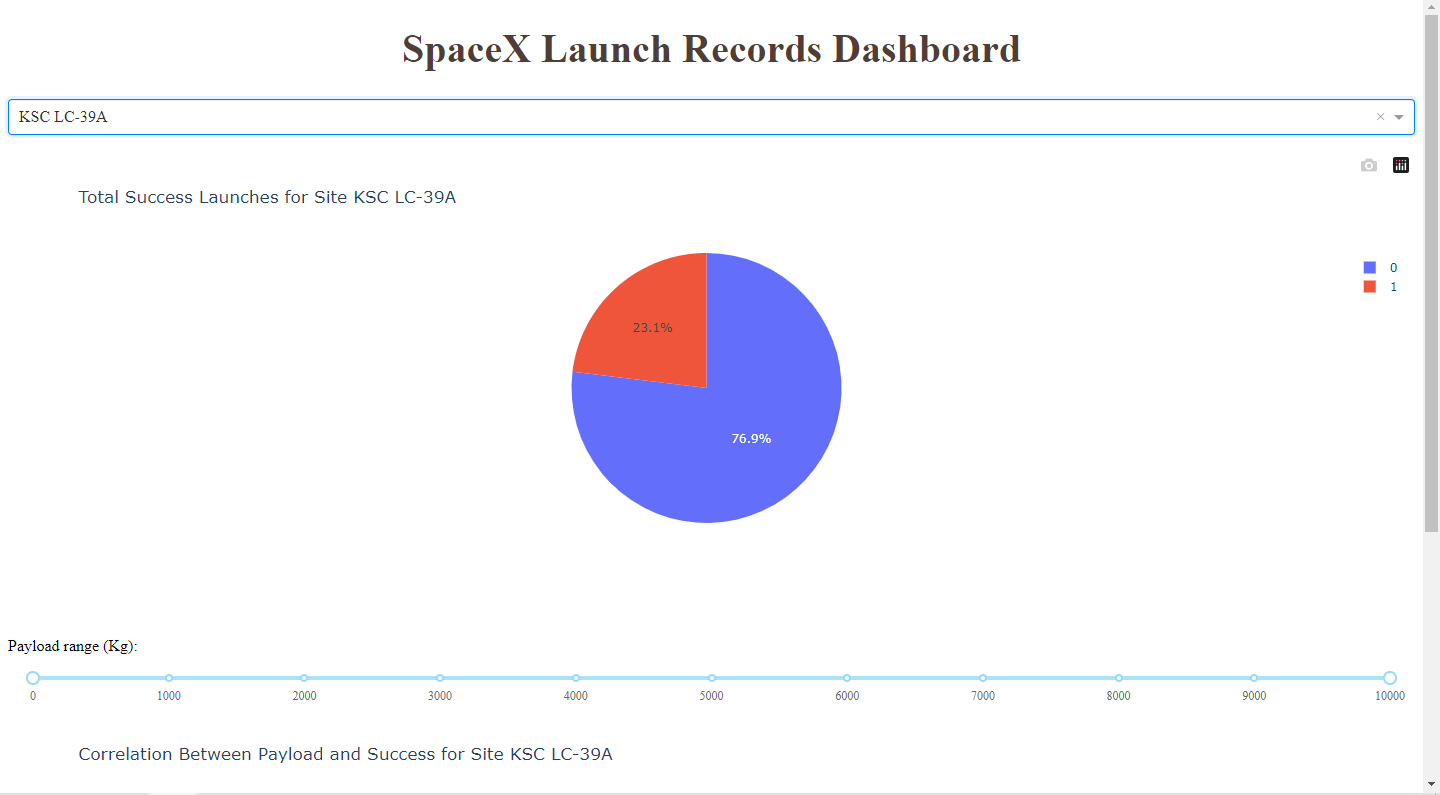 SpaceX Launch Records Dashboard
KSC LC-39A
Total Success Launches for Site KSC LC-39A
0
1
23.1%
76.9%
Payload range (Kg):
0 1000 2000 3000 4000 5000 6000 7000 8000 9000 10000
Correlation Between Payload and Success for Site KSC LC-39A